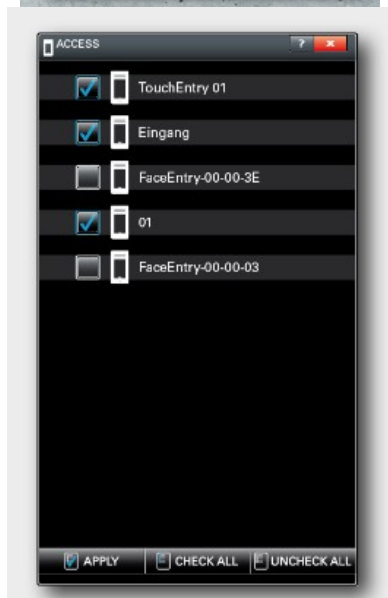 ACCESS ?
TouchEntry 01
Eingang
FaceEntry-00-00-3E
01
FaceEntry-00-00-03
APPLY CHECK ALL UNCHECK ALL